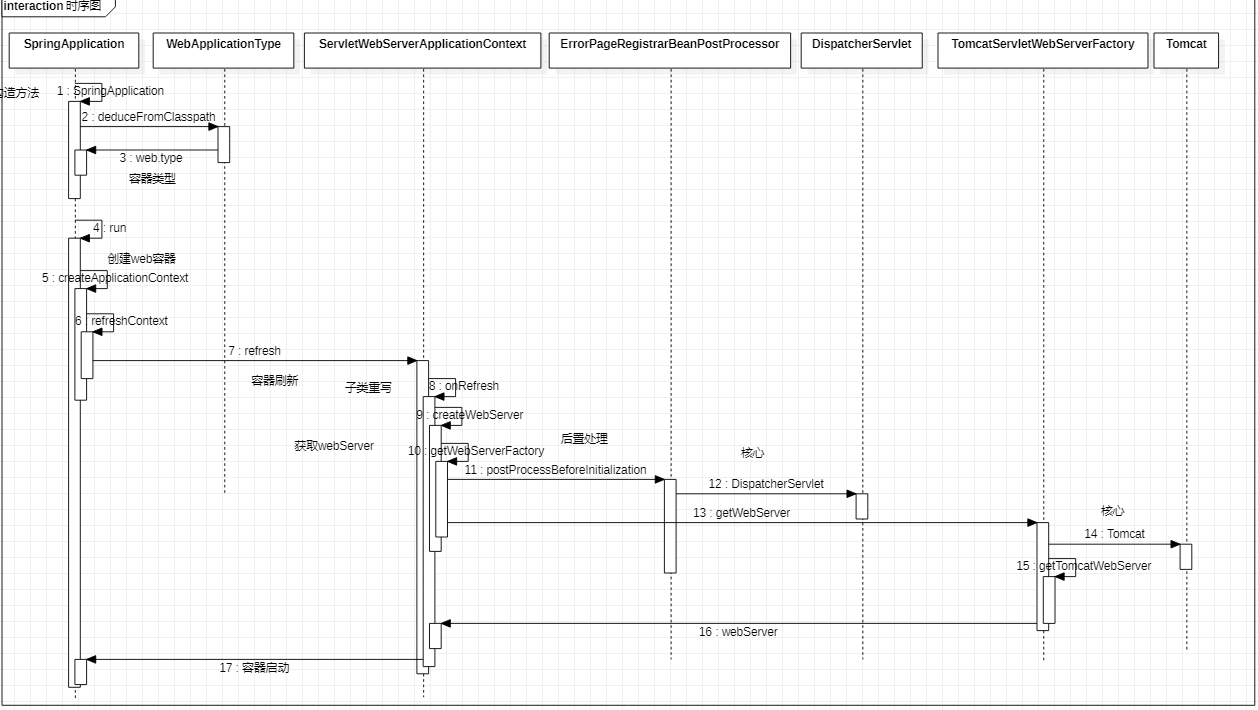 interaction 时序图
SpringApplication
WebApplicationType
ServletWebServerApplicationContext
ErrorPageRegistrarBeanPostProcessor
DispatcherServlet
TomcatServletWebServerFactory
Tomcat
造方法
1 : SpringApplication
2 : deduceFromClasspath
3 : web.type
容器类型
4 : run
创建web容器
5 : createApplicationContext
6 : refreshContext
7 : refresh
容器刷新
子类重写
8 : onRefresh
9 : createWebServer
后置处理
获取webServer
10 : getWebServerFactory
核心
11 : postProcessBeforeInitialization
12 : DispatcherServlet
13 : getWebServer
核心
14 : Tomcat
15 : getTomcatWebServer
16 : webServer
17 : 容器启动